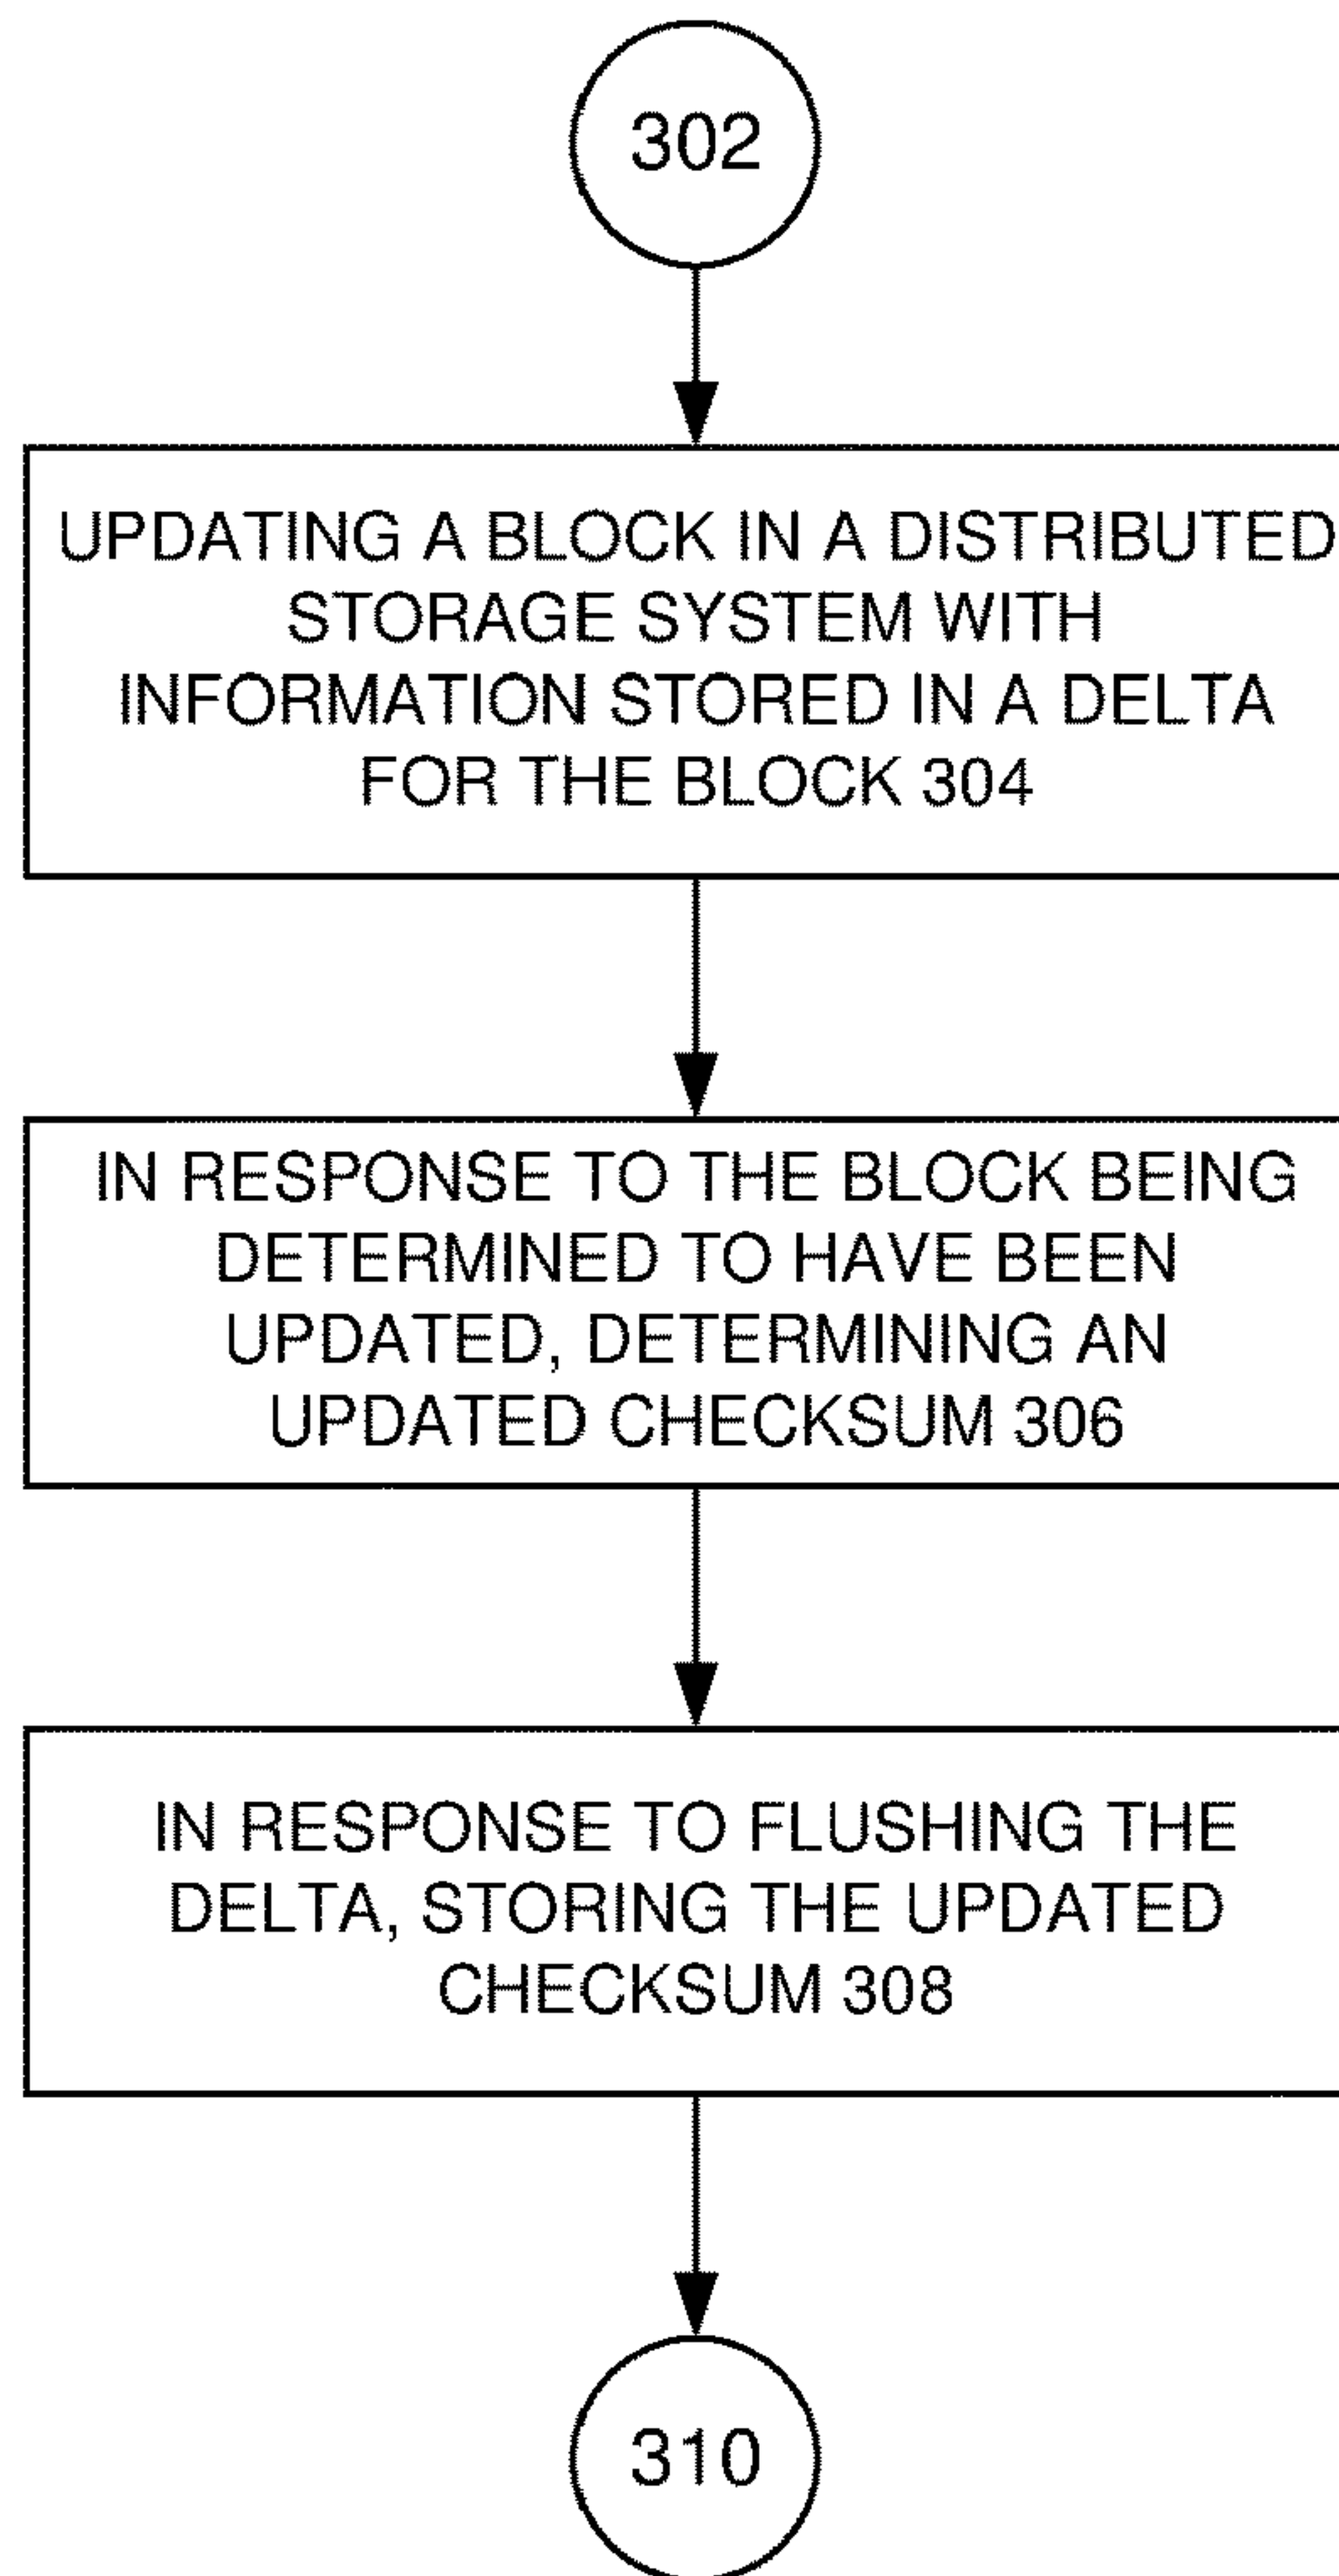 302
UPDATING A BLOCK IN A DISTRIBUTED
STORAGE SYSTEM WITH
INFORMATION STORED IN A DELTA
FOR THE BLOCK 304
IN RESPONSE TO THE BLOCK BEING
DETERMINED TO HAVE BEEN
UPDATED, DETERMINING AN
UPDATED CHECKSUM 306
IN RESPONSE TO FLUSHING THE
DELTA, STORING THE UPDATED
CHECKSUM 308
310